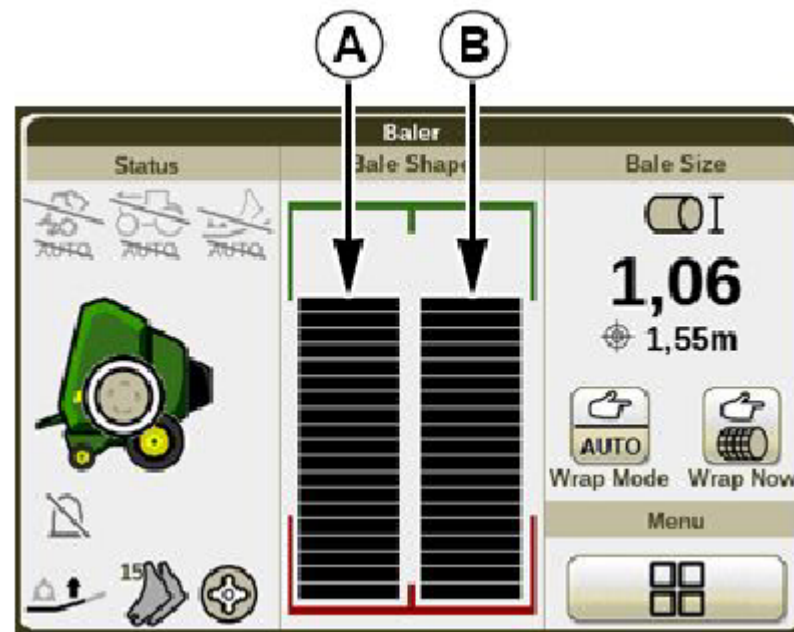 A B
Baler
Status Bale Shape Bale Size
AUTO AUTO AUTO
1,06
1,55m
AUTO
Wrap Mode Wrap Now
Menu
15